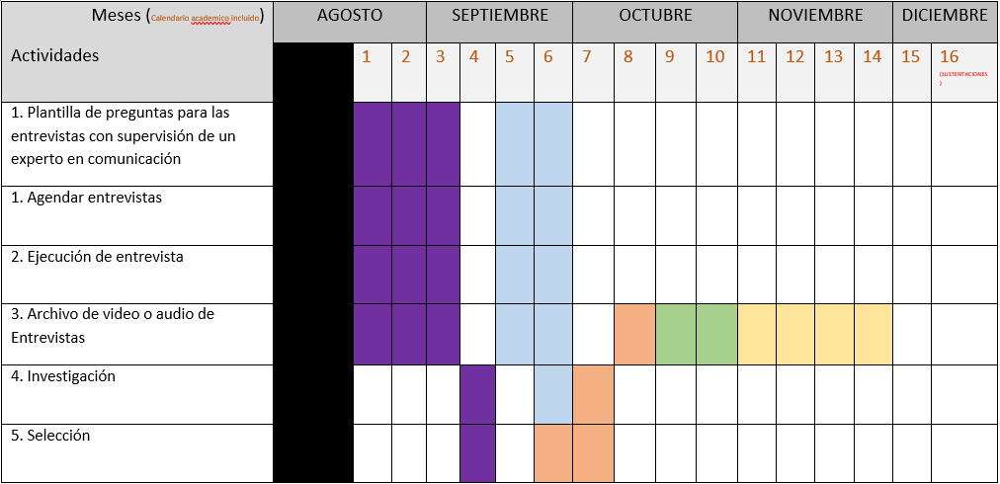 Meses (Calendario academico incluido)
AGOSTO
SEPTIEMBRE
OCTUBRE
NOVIEMBRE
DICIEMBRE
Actividades
1 2 3 4 5 6 7 8 9 10 11 12 13 14 15 16
(SUSTENTACIONES
)
1. Plantilla de preguntas para las
entrevistas con supervisión de un
experto en comunicación
1. Agendar entrevistas
2. Ejecución de entrevista
3. Archivo de video o audio de
Entrevistas
4. Investigación
5. Selección